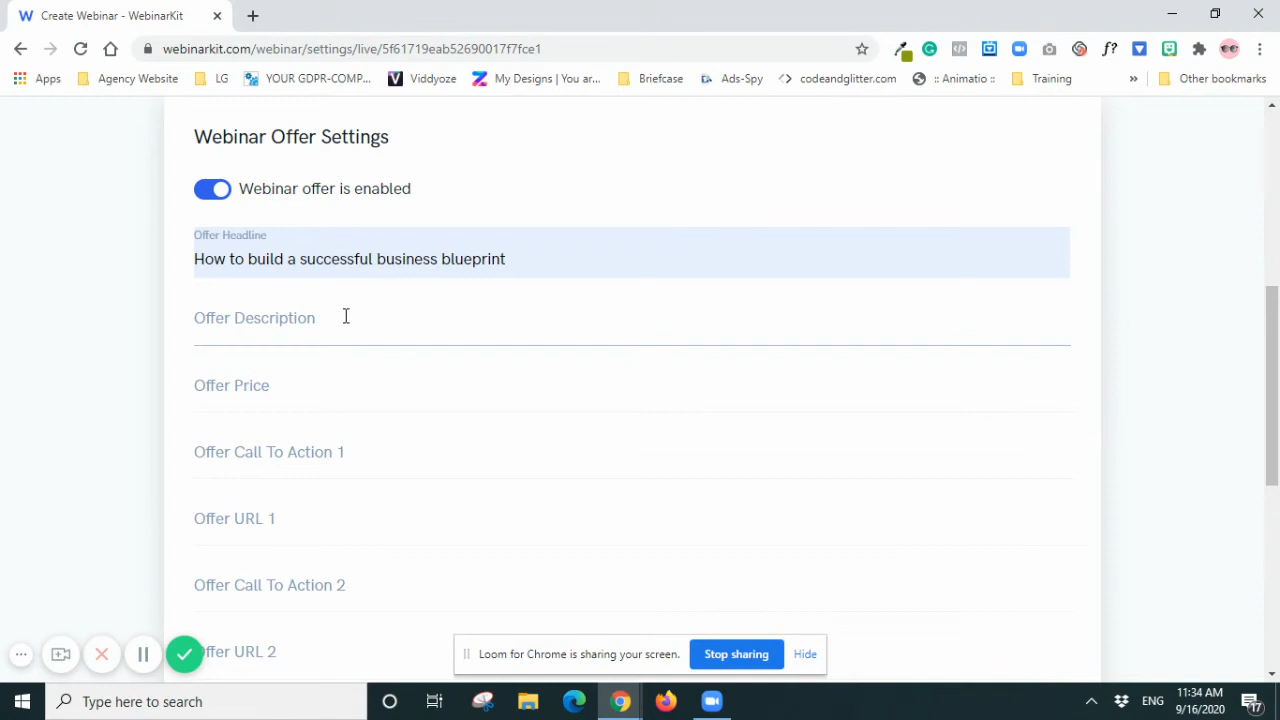 W Create Webinar - WebinarKit
webinarkit.com/webinar/settings/live/5f61719eab52690017f7fce1
f?
Apps Agency Website LG YOUR GDPR-COMP... Viddyoze My Designs | You ar... Briefcase Ads-Spy codeandglitter.com :: Animatio :: Training » Other bookmarks
Webinar Offer Settings
Webinar offer is enabled
Offer Headline
How to build a successful business blueprint
Offer Description
Offer Price
Offer Call To Action 1
Offer URL 1
Offer Call To Action 2
ffer URL 2
Loom for Chrome is sharing your screen. Stop sharing Hide
Type here to search
ENG
11:34 AM
9/16/2020
17